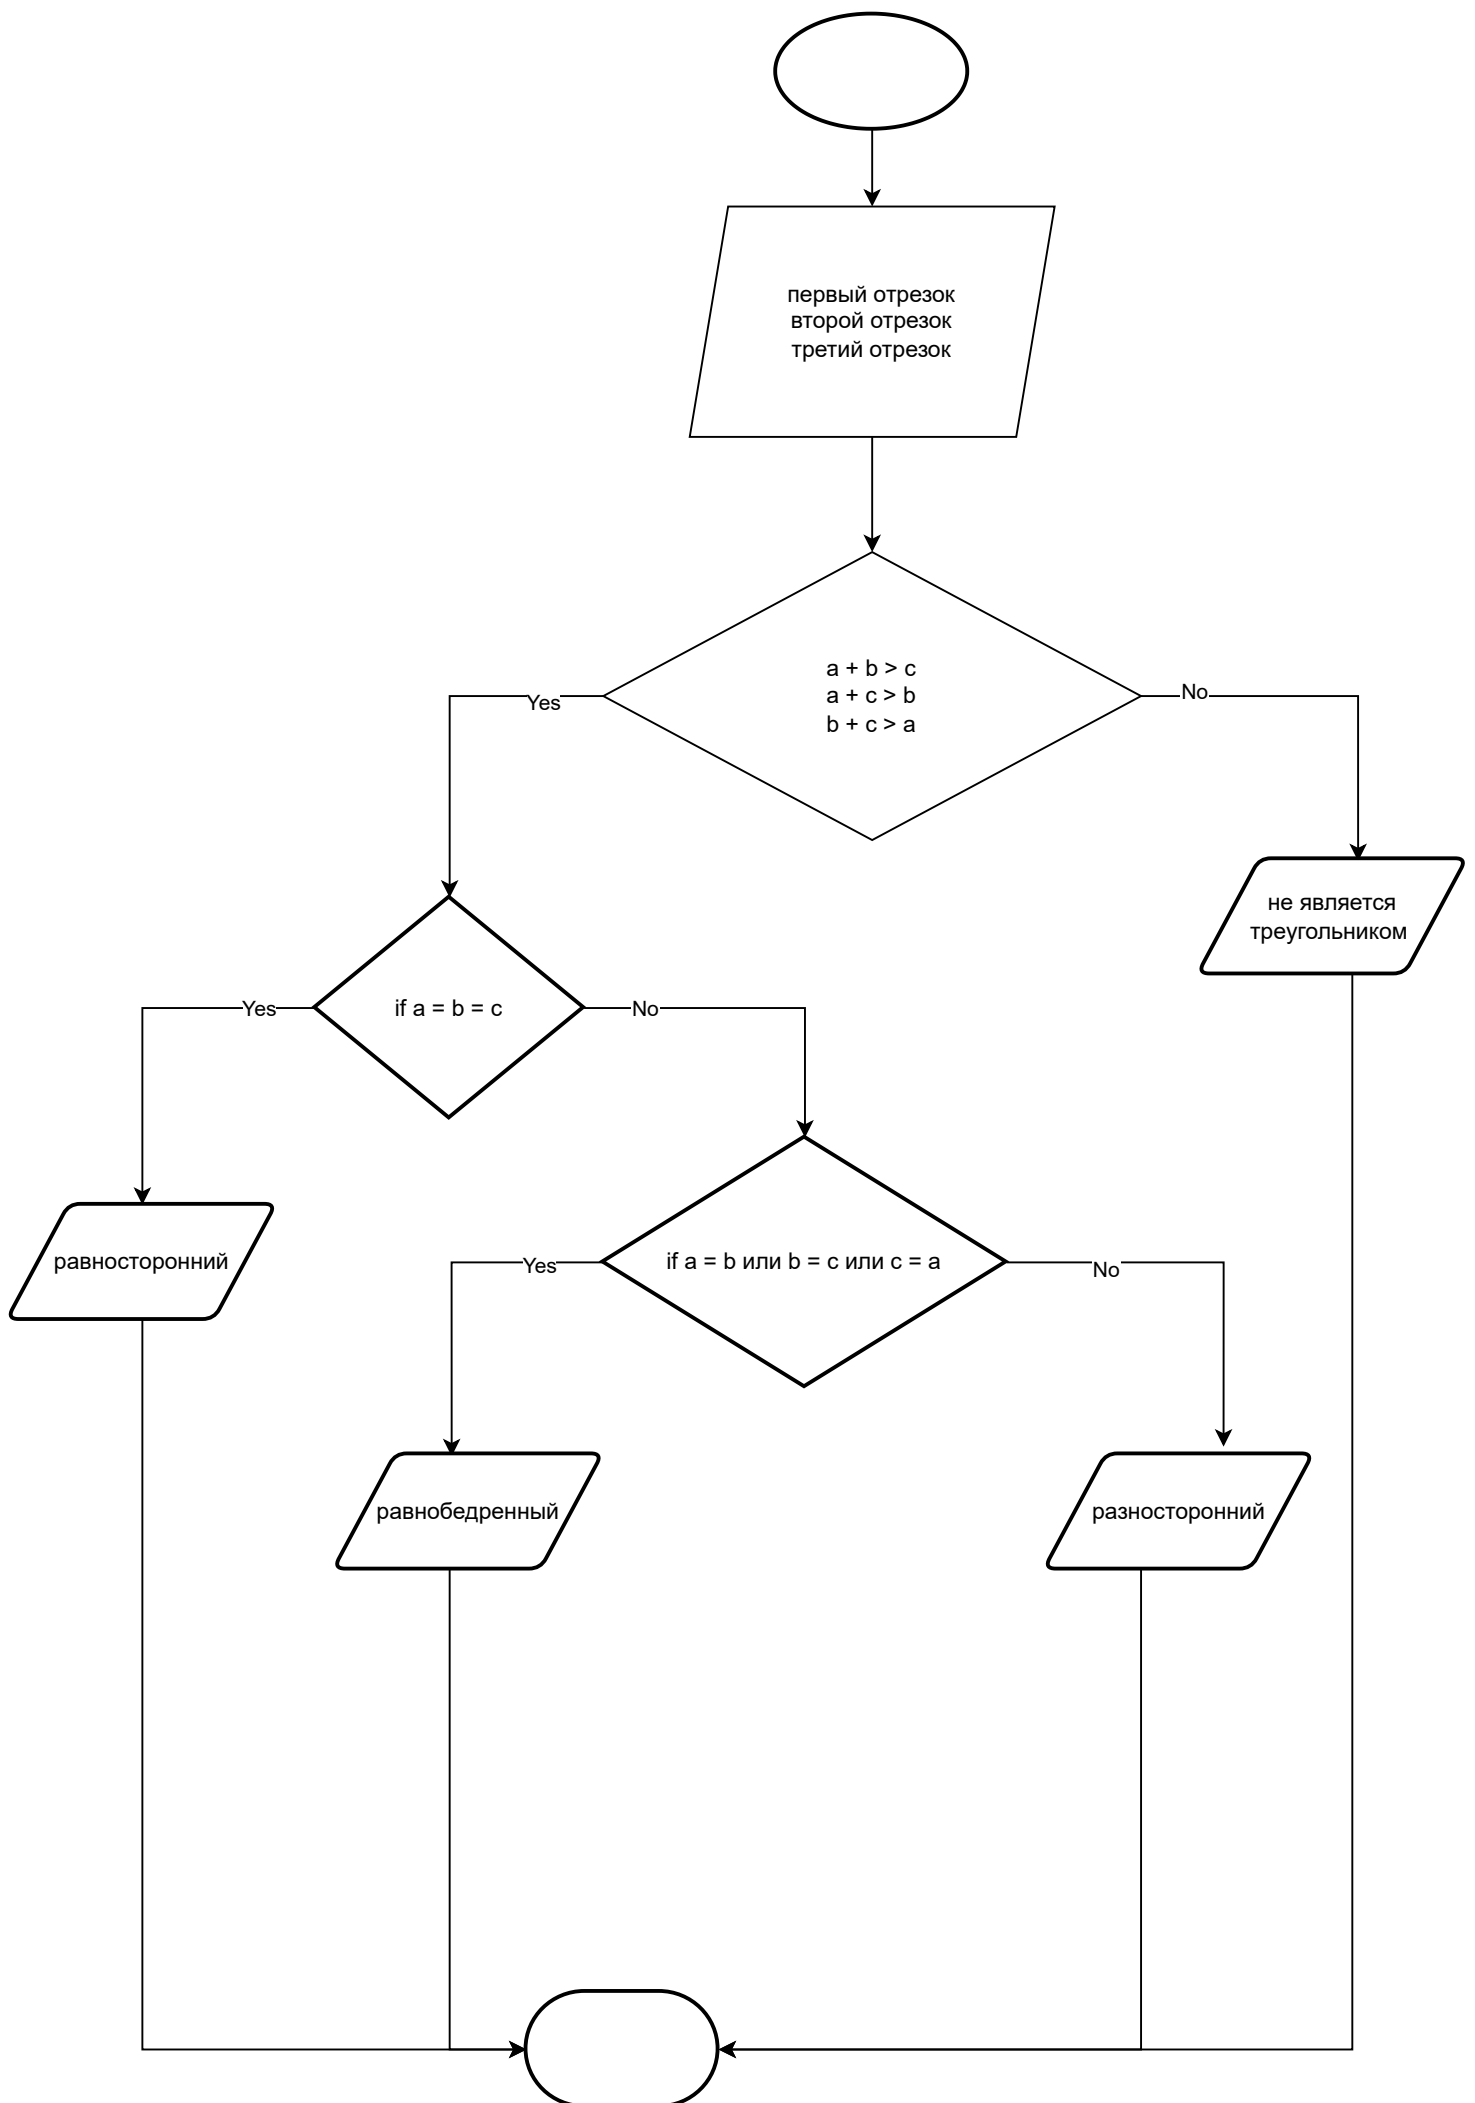 первый отрезок
второй отрезок
третий отрезок
a + b > c
a + c > b
b + c > a
Yes
No
не является
треугольником
if a = b = c
Yes
No
равносторонний
if a = b или b = c или c = a
Yes
No
равнобедренный
разносторонний